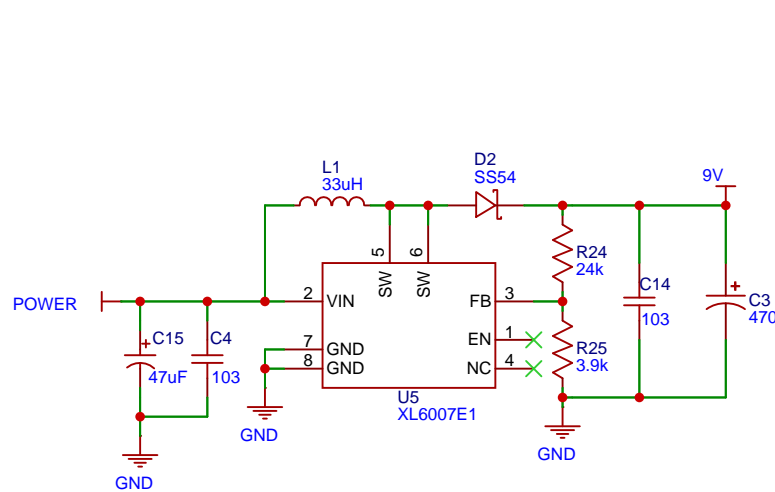 D2
SS54
L1
33uH
9V
5
SW
6
SW
R24
24k
C14
103
C3
470
POWER
2
VIN
FB
3
C15
47uF
C4
103
7
GND
8
GND
EN
1
NC
4
R25
3.9k
U5
XL6007E1
GND
GND
GND